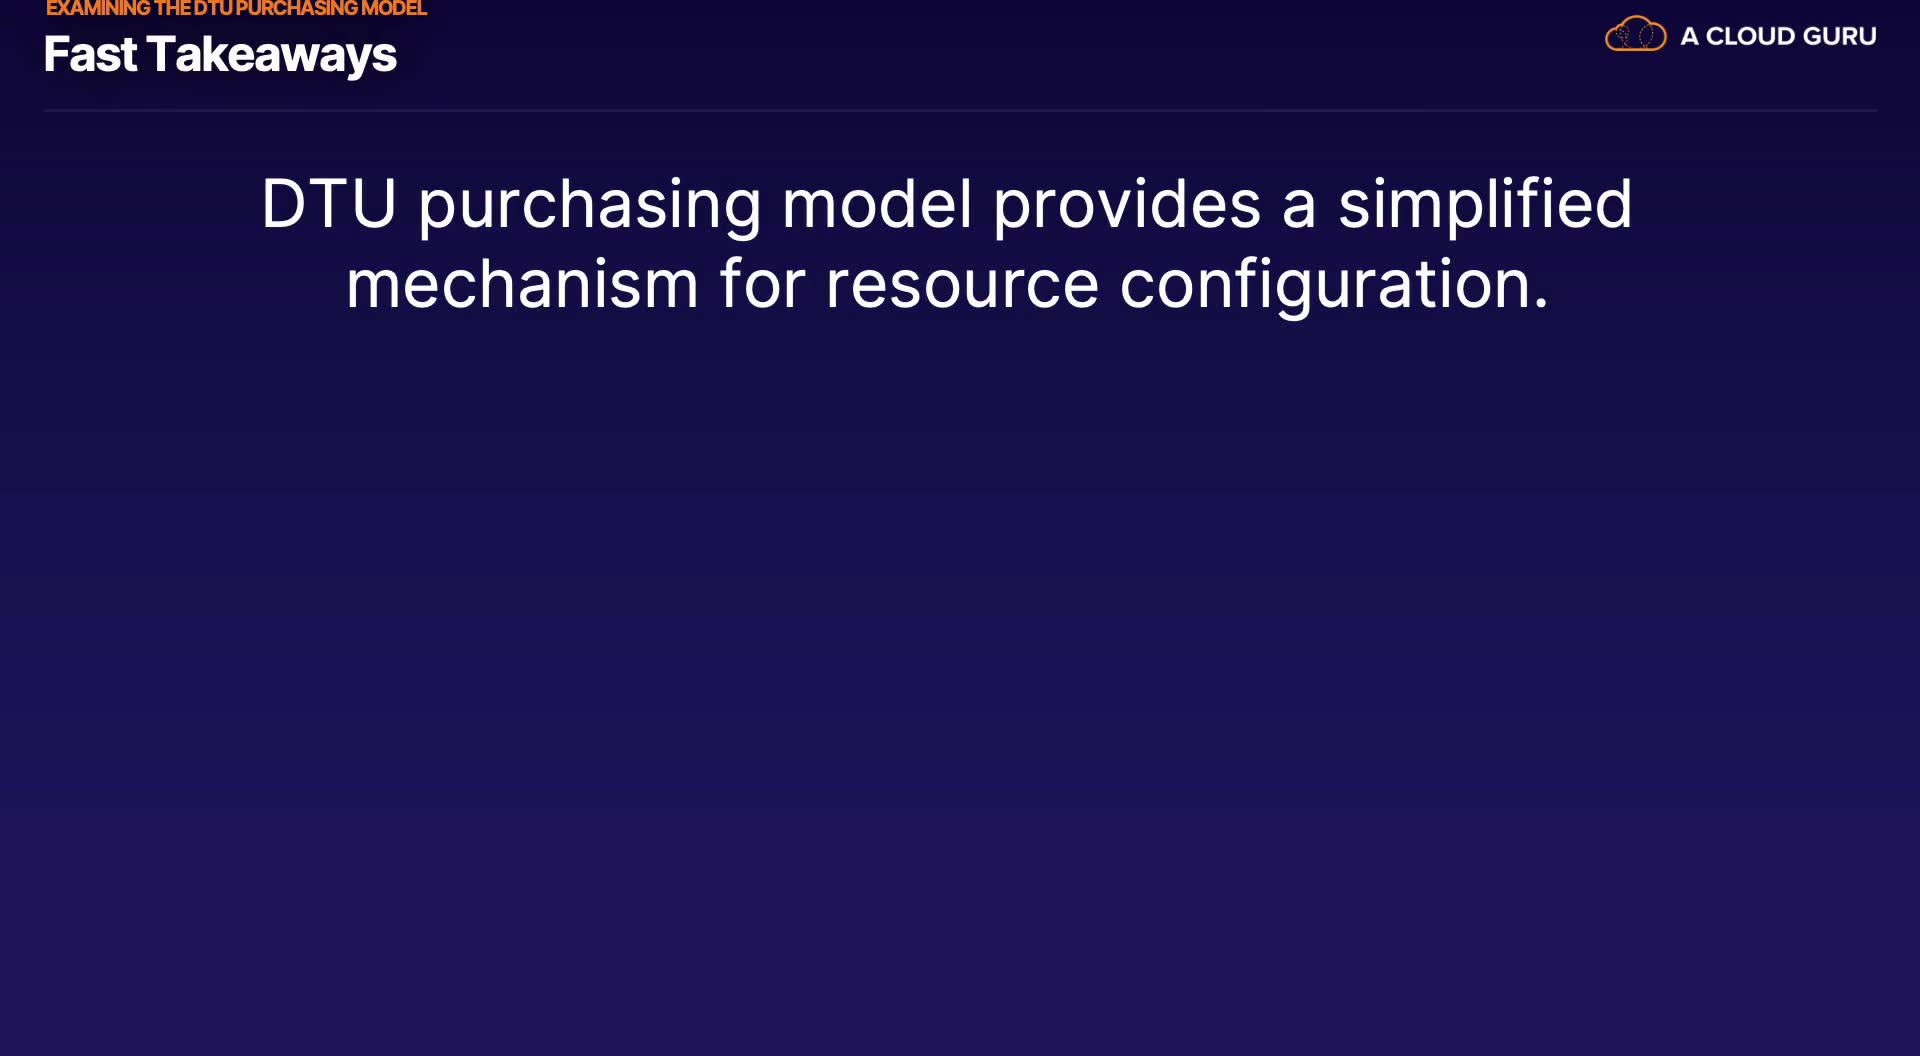 EXAMINING THE DTU PURCHASING MODEL
Fast Takeaways
A CLOUD GURU
DTU purchasing model provides a simplified
mechanism for resource configuration.